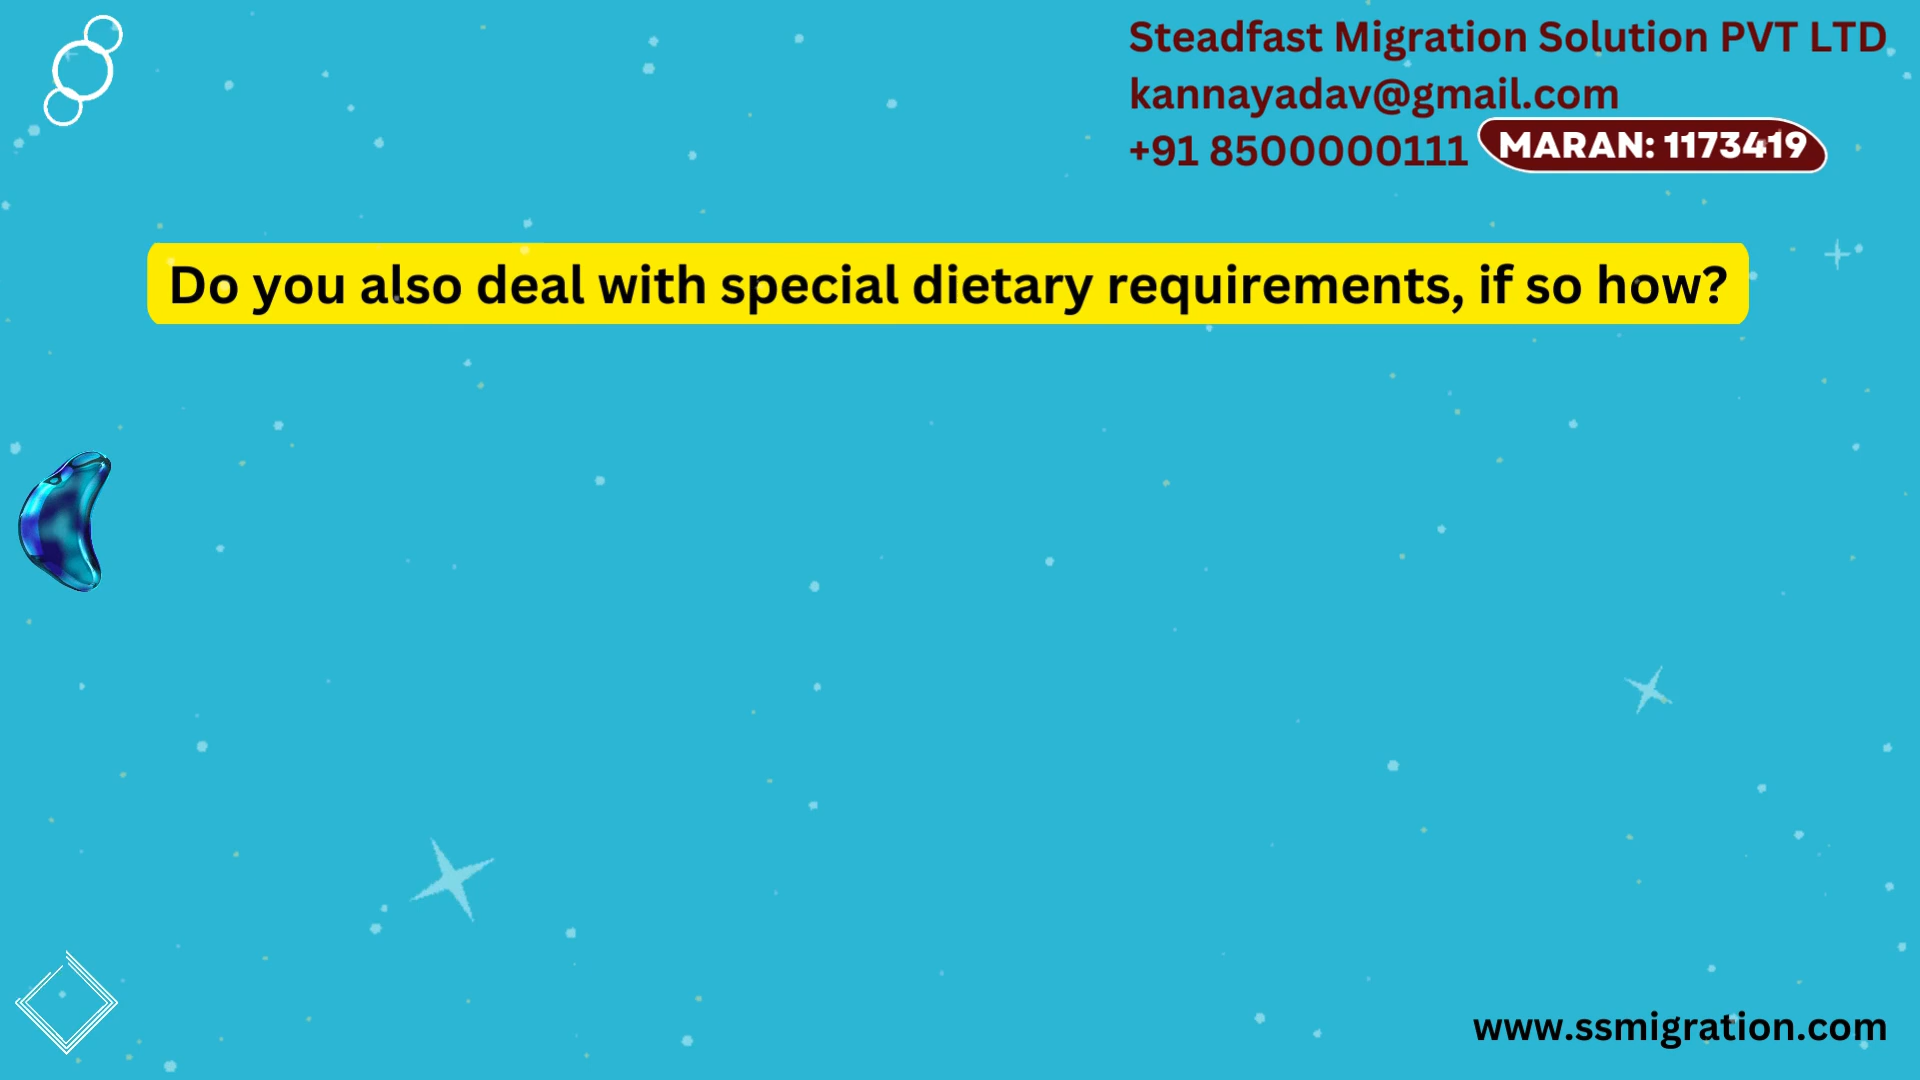 Steadfast Migration Solution PVT LTD
kannayadav@gmail.com
+91 8500000111 MARAN: 1173419
Do you also deal with special dietary requirements, if so how?
www.ssmigration.com